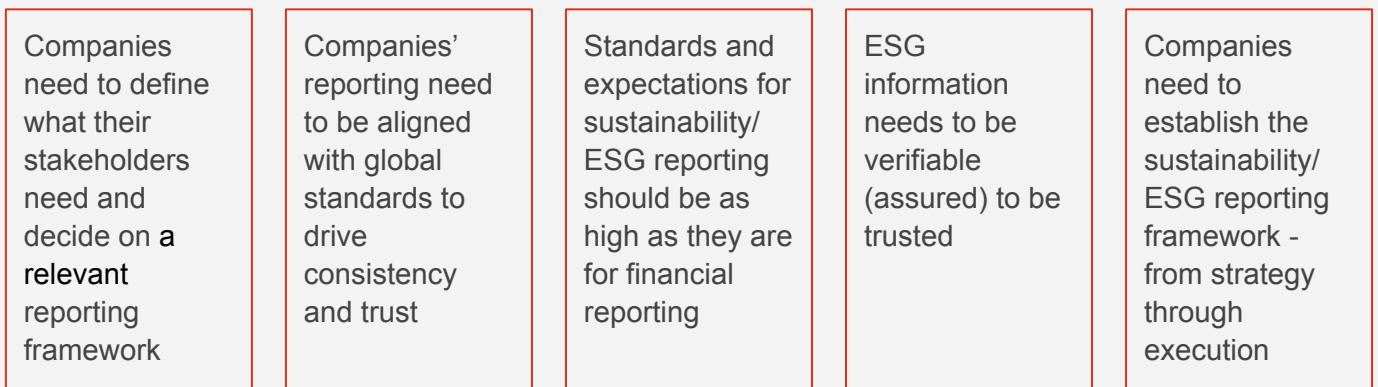 Companies
need to define
what their
stakeholders
need and
decide on a
relevant
reporting
framework
Companies’
reporting need
to be aligned
with global
standards to
drive
consistency
and trust
Standards and
expectations for
sustainability/
ESG reporting
should be as
high as they are
for financial
reporting
ESG
information
needs to be
verifiable
(assured) to be
trusted
Companies
need to
establish the
sustainability/
ESG reporting
framework -
from strategy
through
execution